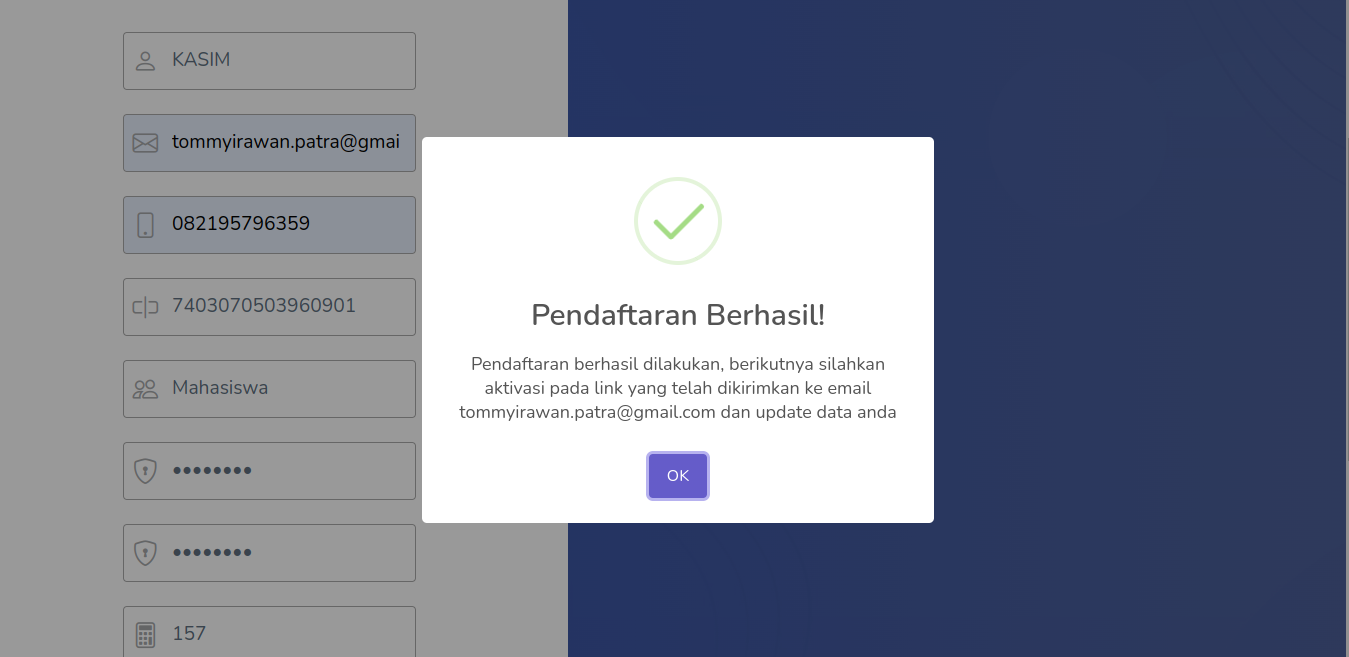 KASIM
tommyirawan.patra@gmai
082195796359
7403070503960901
Mahasiswa
••••••••
••••••••
157
Pendaftaran Berhasil!
Pendaftaran berhasil dilakukan, berikutnya silahkan
aktivasi pada link yang telah dikirimkan ke email
tommyirawan.patra@gmail.com dan update data anda
OK